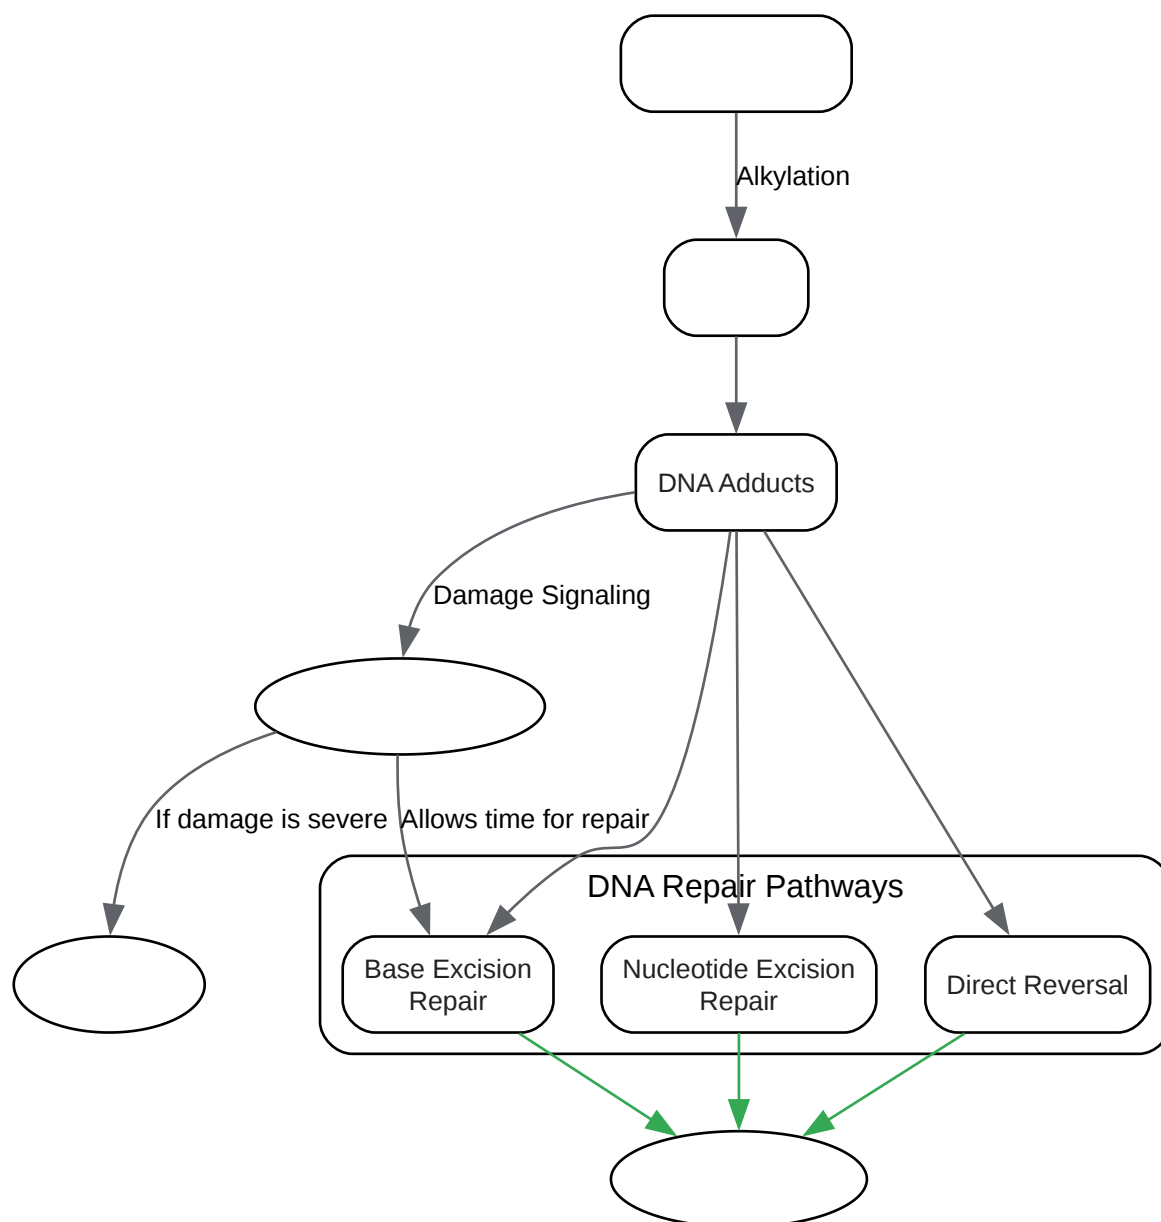 Alkylation
DNA Adducts
Damage Signaling
If damage is severe
Allows time for repair
DNA Repair Pathways
Base Excision
Repair
Nucleotide Excision
Repair
Direct Reversal